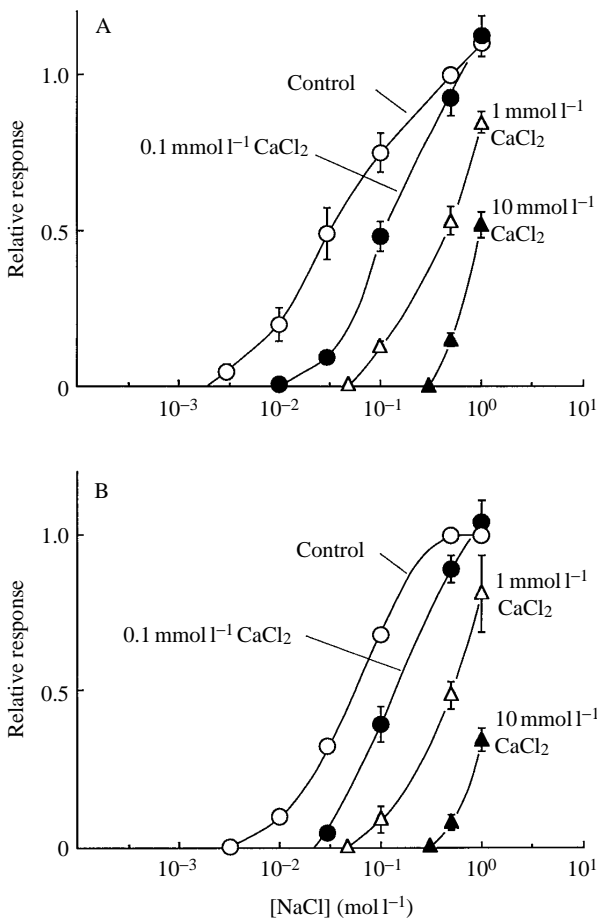 A
1.0
Control
0.1 mmol l⁻¹ CaCl₂
1 mmol l⁻¹
CaCl₂
10 mmol l⁻¹
CaCl₂
0.5
0
Relative response
10⁻³
10⁻²
10⁻¹
10⁰
10¹
B
1.0
Control
0.1 mmol l⁻¹ CaCl₂
1 mmol l⁻¹
CaCl₂
10 mmol l⁻¹
CaCl₂
0.5
0
Relative response
10⁻³
10⁻²
10⁻¹
10⁰
10¹
[NaCl] (mol l⁻¹)